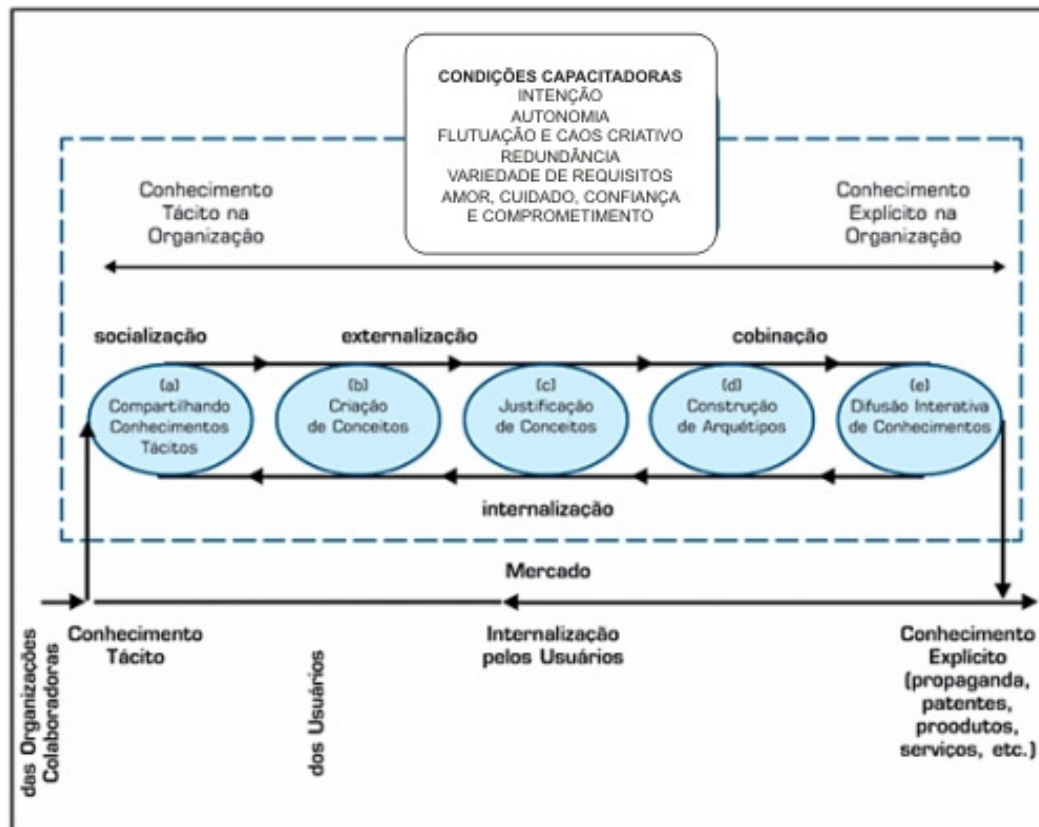 CONDIÇÕES CAPACITADORAS
INTENÇÃO
AUTONOMIA
FLUTUAÇÃO E CAOS CRIATIVO
REDUNDÂNCIA
VARIEDADE DE REQUISITOS
AMOR, CUIDADO, CONFIANÇA
E COMPROMETIMENTO
Conhecimento
Tácito na
Organização
Conhecimento
Explícito na
Organização
socialização
externalização
cobinação
(a)
Compartilhando
Conhecimentos
Tácitos
(b)
Criação
de Conceitos
(c)
Justificação
de Conceitos
(d)
Construção
de Arquétipos
(e)
Difusão Interativa
de Conhecimentos
internalização
Mercado
das Organizações
Colaboradoras
Conhecimento
Tácito
dos Usuários
Internalização
pelos Usuários
Conhecimento
Explícito
(propaganda,
patentes,
proodutos,
serviços, etc.)